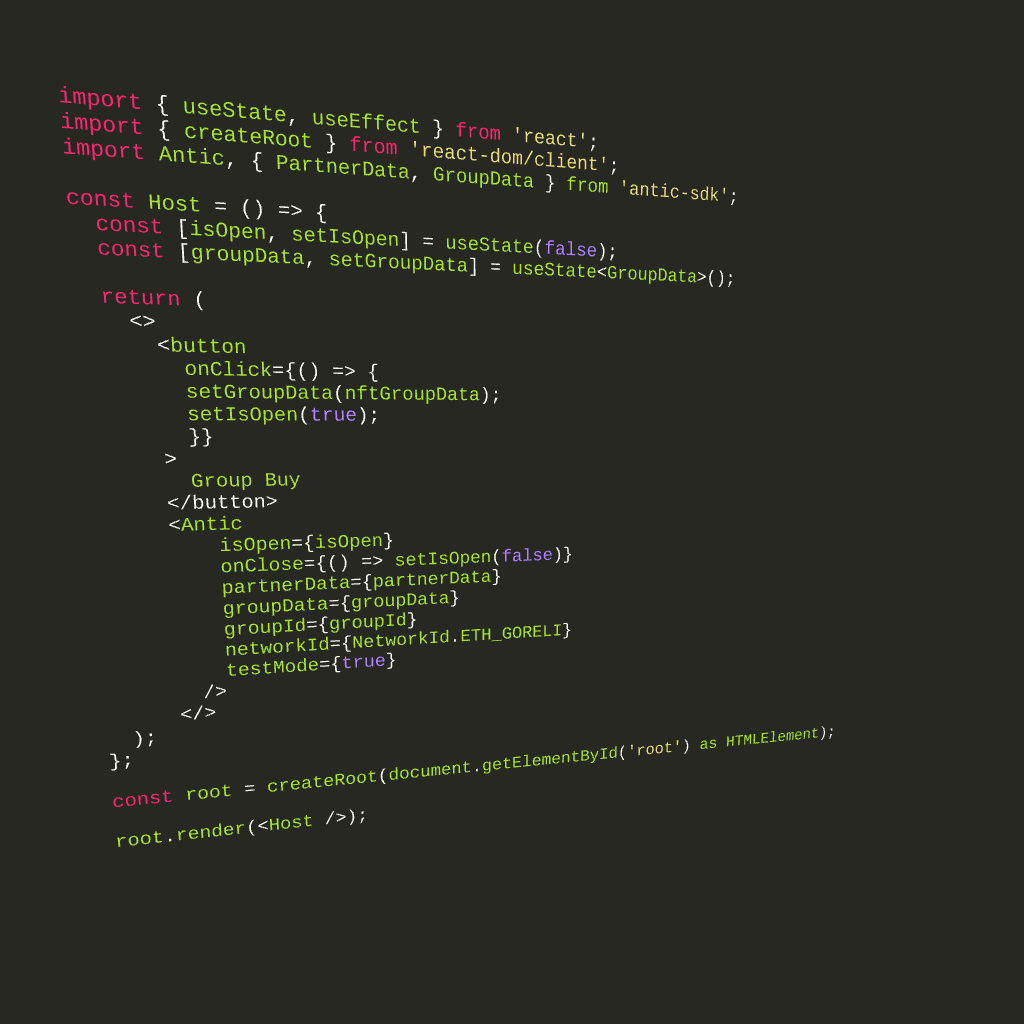 import { useState, useEffect } from 'react';
import { createRoot } from 'react-dom/client';
import Antic, { PartnerData, GroupData } from 'antic-sdk';
const Host = () => {
const [isOpen, setIsOpen] = useState(false);
const [groupData, setGroupData] = useState<GroupData>();
return (
<>
<button
onClick={() => {
setGroupData(nftGroupData);
setIsOpen(true);
}}
>
Group Buy
</button>
<Antic
isOpen={isOpen}
onClose={() => setIsOpen(false)}
partnerData={partnerData}
groupData={groupData}
groupId={groupId}
networkId={NetworkId.ETH_GORELI}
testMode={true}
/>
</>
);
};
const root = createRoot(document.getElementById('root') as HTMLElement);
root.render(<Host />);